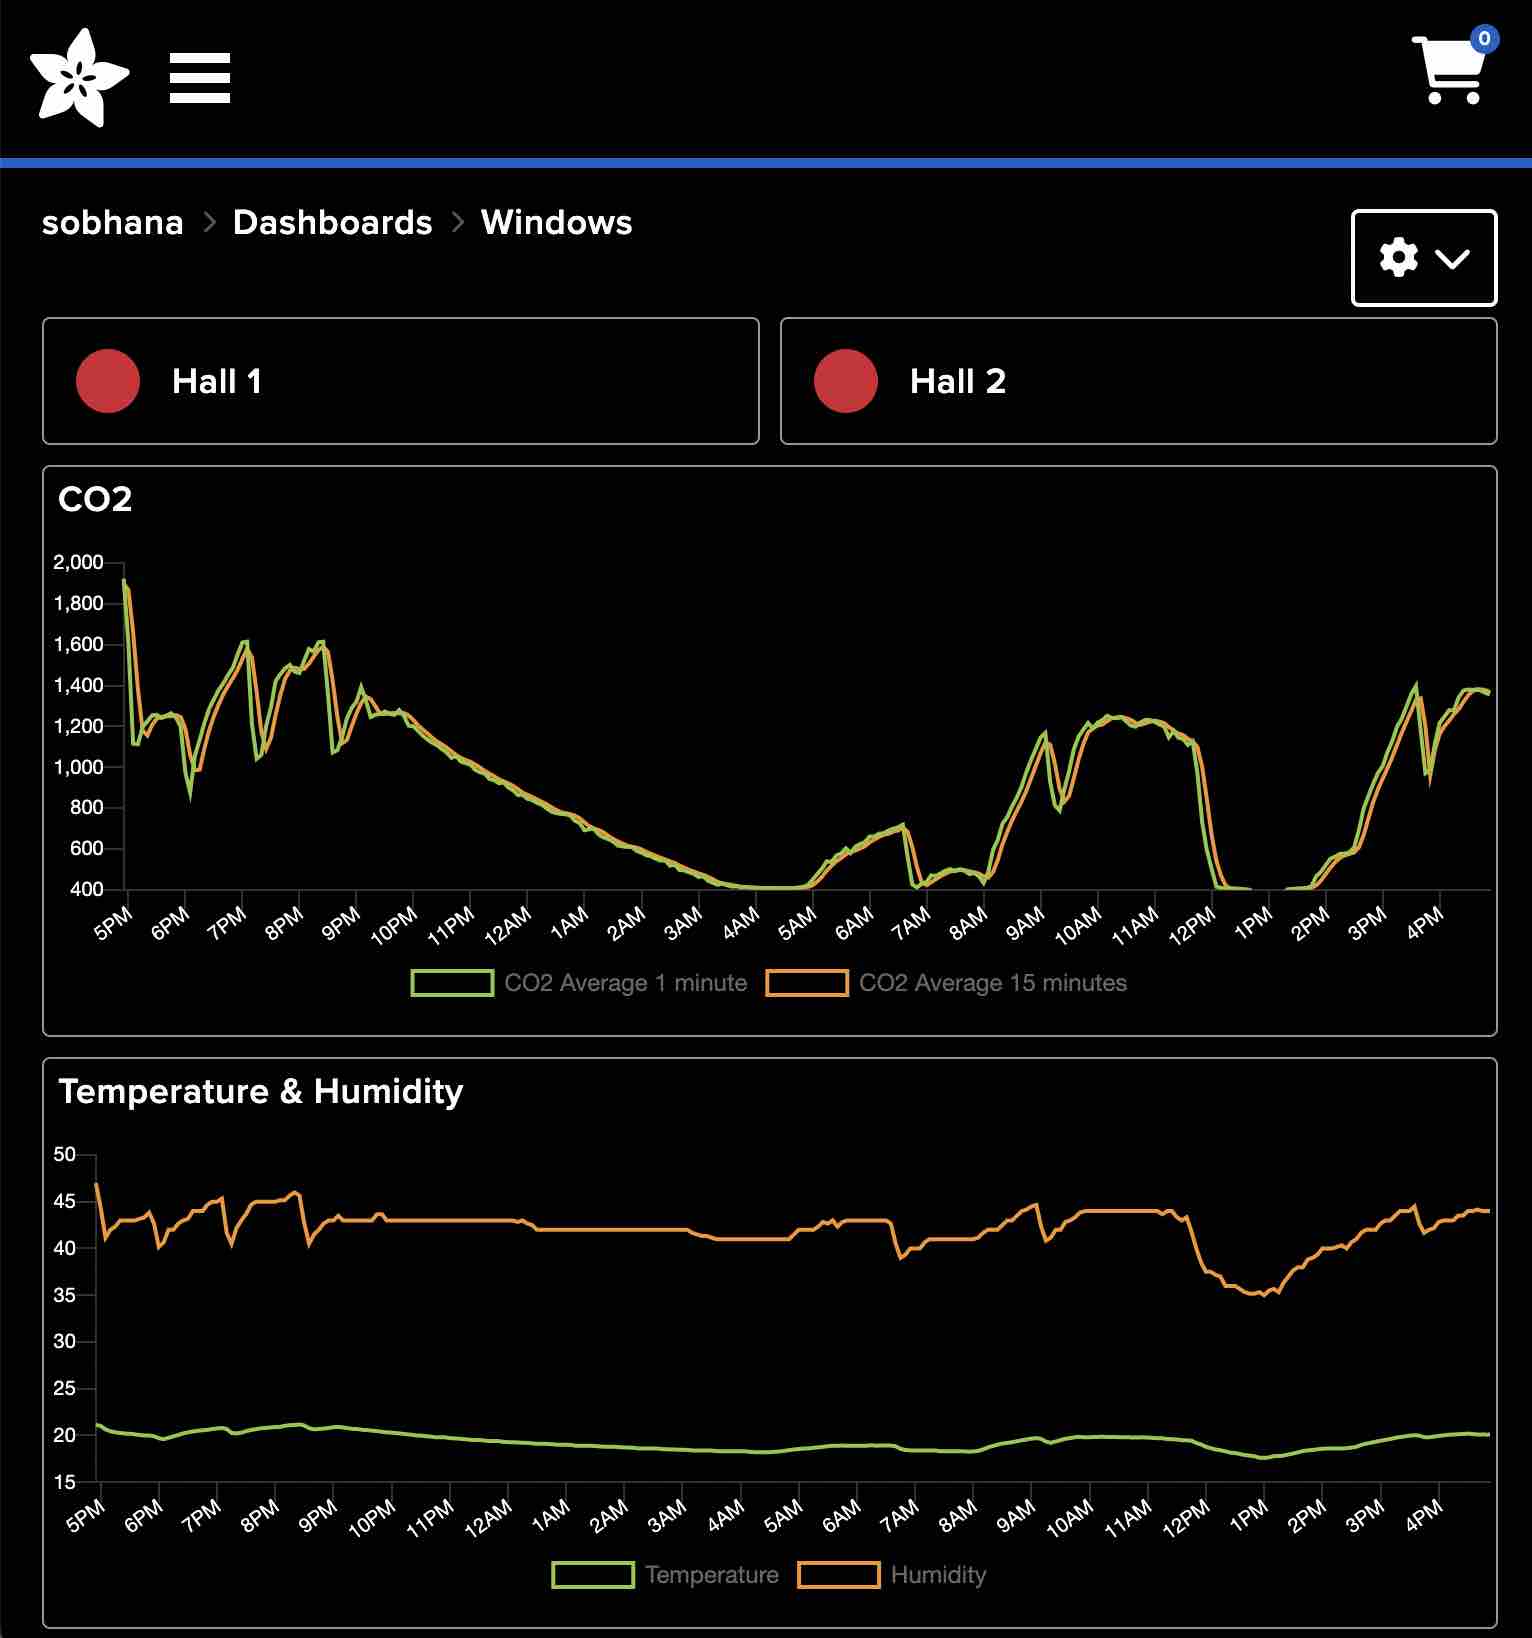 0
sobhana > Dashboards > Windows
Hall 1
Hall 2
CO2
2,000
1,800
1,600
1,400
1,200
1,000
800
600
400
5PM 6PM 7PM 8PM 9PM 10PM 11PM 12AM 1AM 2AM 3AM 4AM 5AM 6AM 7AM 8AM 9AM 10AM 11AM 12PM 1PM 2PM 3PM 4PM
CO2 Average 1 minute CO2 Average 15 minutes
Temperature & Humidity
50
45
40
35
30
25
20
15
5PM 6PM 7PM 8PM 9PM 10PM 11PM 12AM 1AM 2AM 3AM 4AM 5AM 6AM 7AM 8AM 9AM 10AM 11AM 12PM 1PM 2PM 3PM 4PM
Temperature Humidity